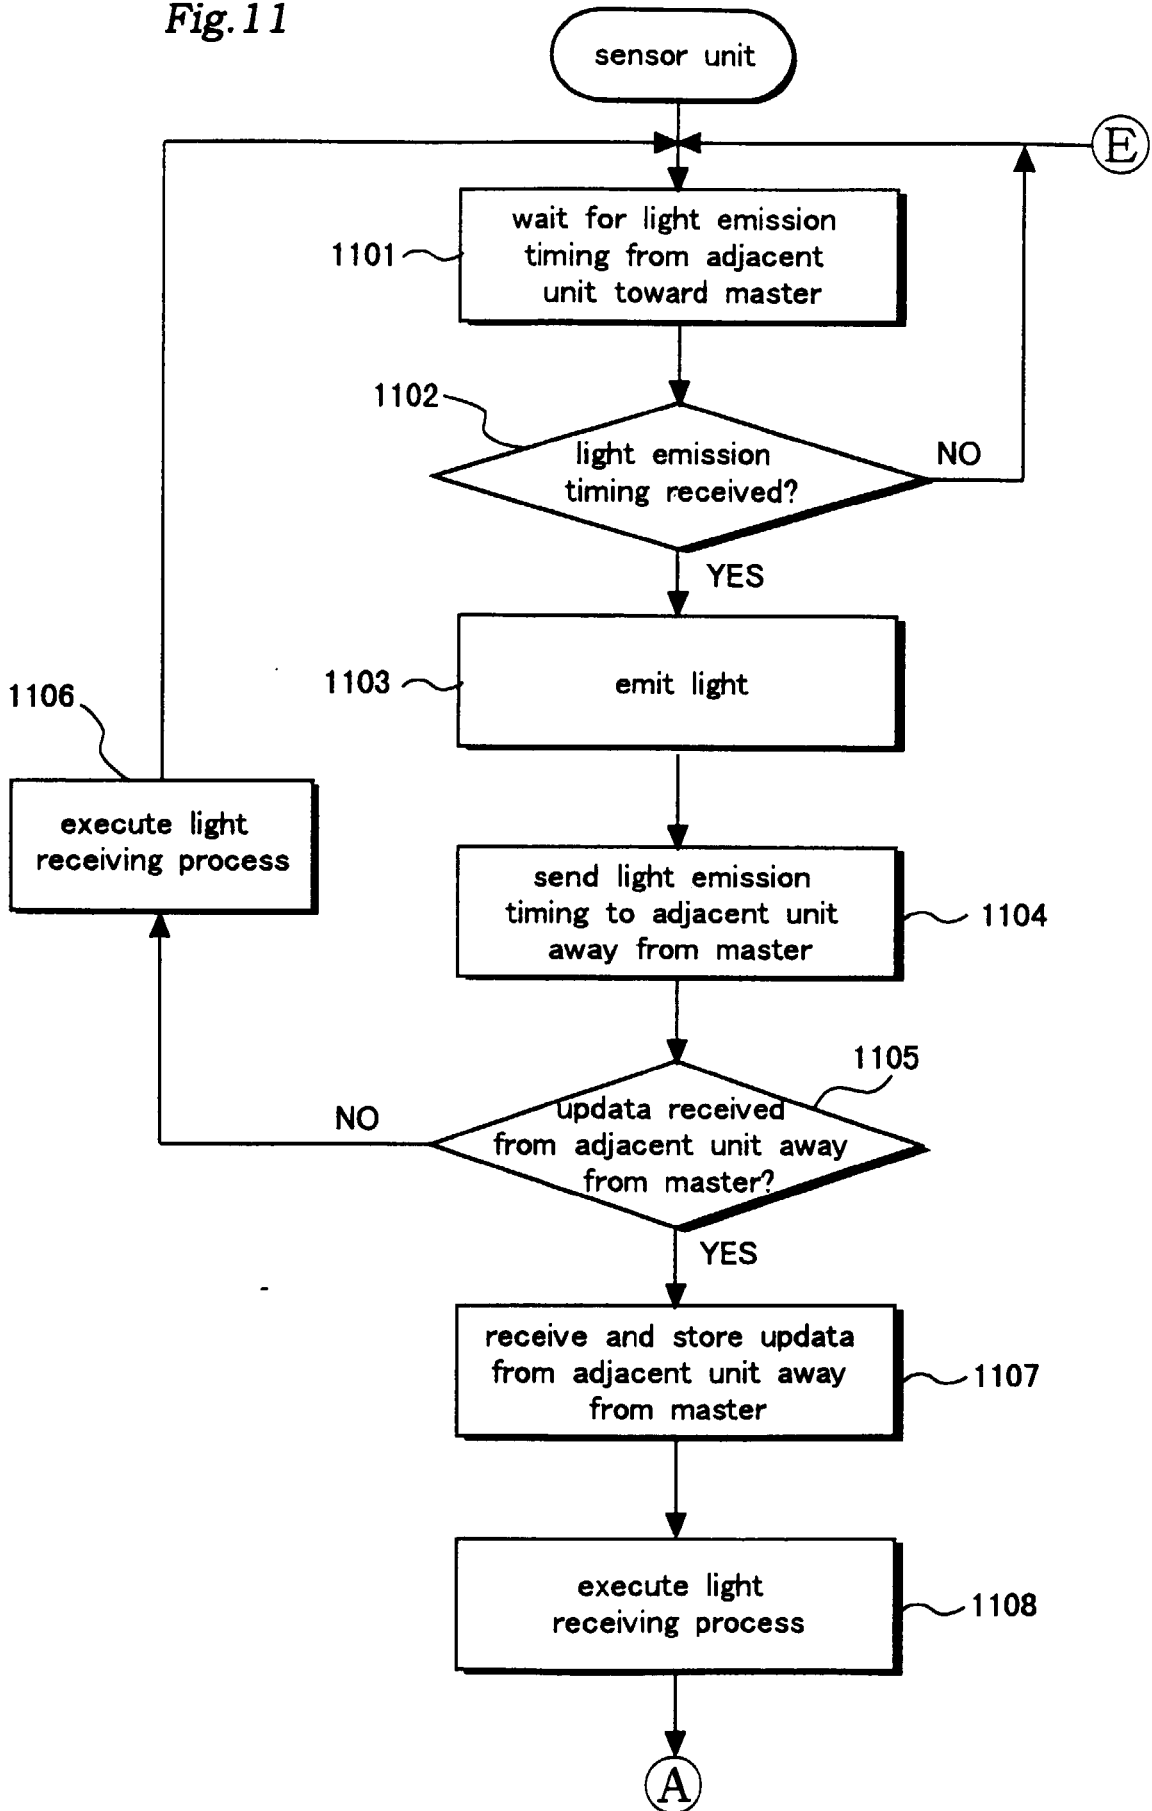 Fig.11
sensor unit
E
wait for light emission
timing from adjacent
unit toward master
1101
1102
light emission
timing received?
NO
YES
1103
emit light
1106
execute light
receiving process
send light emission
timing to adjacent unit
away from master
1104
1105
updata received
from adjacent unit away
from master?
NO
YES
receive and store updata
from adjacent unit away
from master
1107
execute light
receiving process
1108
A